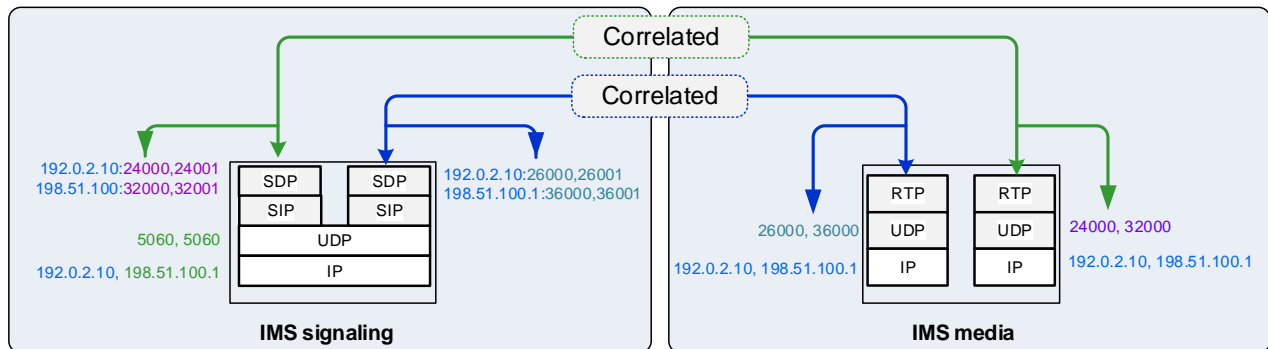 Correlated
Correlated
192.0.2.10:24000,24001
198.51.100:32000,32001
192.0.2.10:26000,26001
198.51.100.1:36000,36001
SDP
SDP
SIP
SIP
5060, 5060
UDP
192.0.2.10, 198.51.100.1
IP
IMS signaling
RTP
RTP
26000, 36000
UDP
UDP
24000, 32000
192.0.2.10, 198.51.100.1
IP
IP
192.0.2.10, 198.51.100.1
IMS media